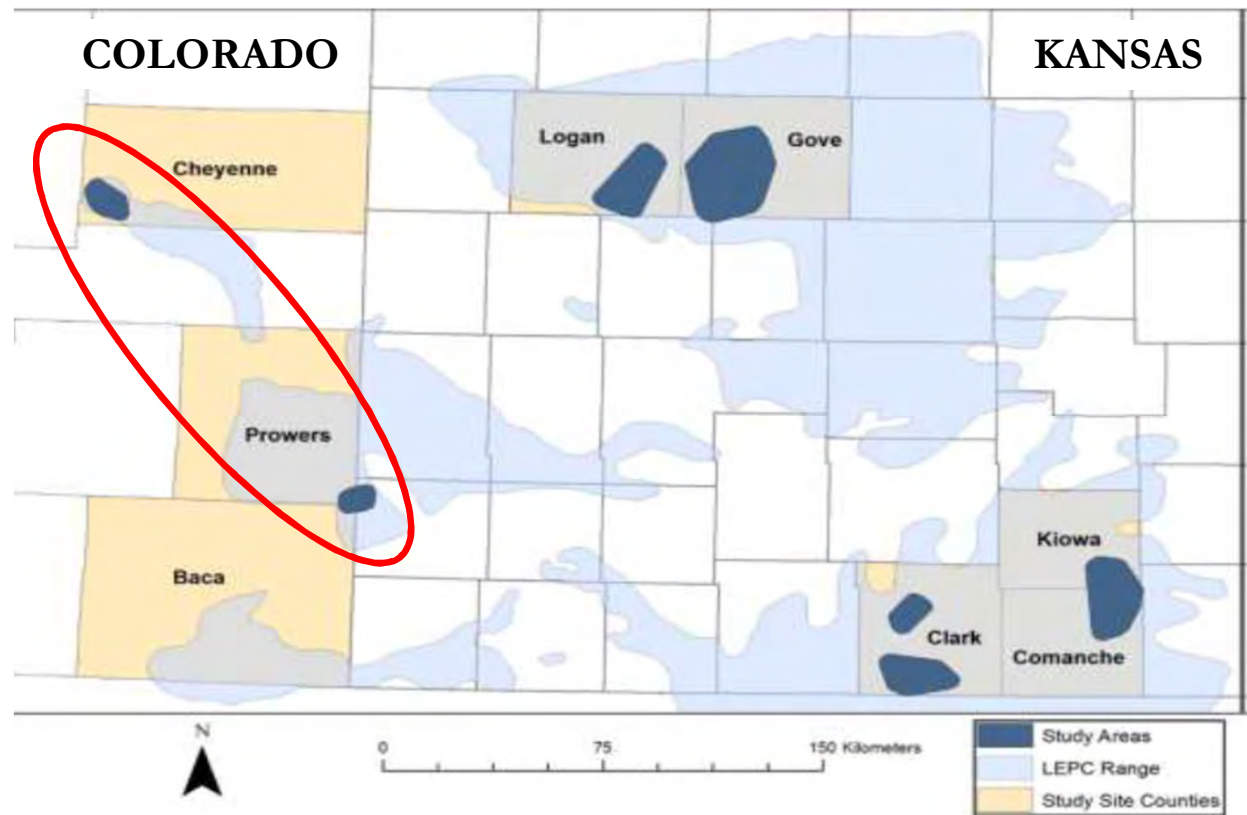 COLORADO
KANSAS
Logan
Gove
Cheyenne
Prowers
Kiowa
Baca
Clark
Comanche
N
0 75 150 Kilometers
Study Areas
LEPC Range
Study Site Counties